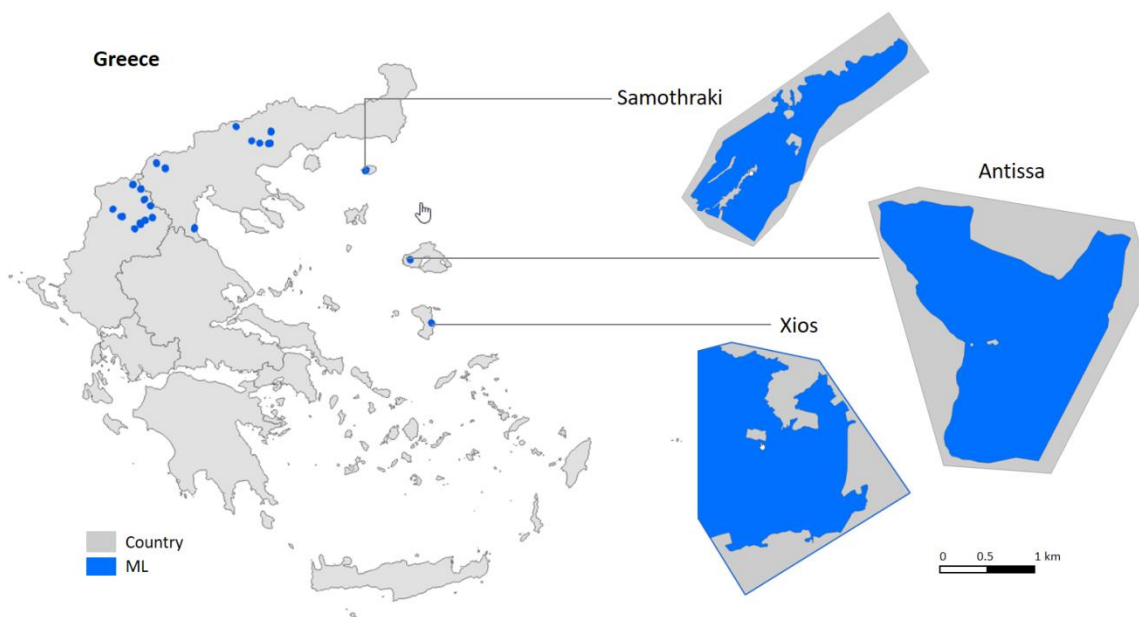 Greece
Samothraki
Antissa
Xios
Country
ML
0 0.5 1 km